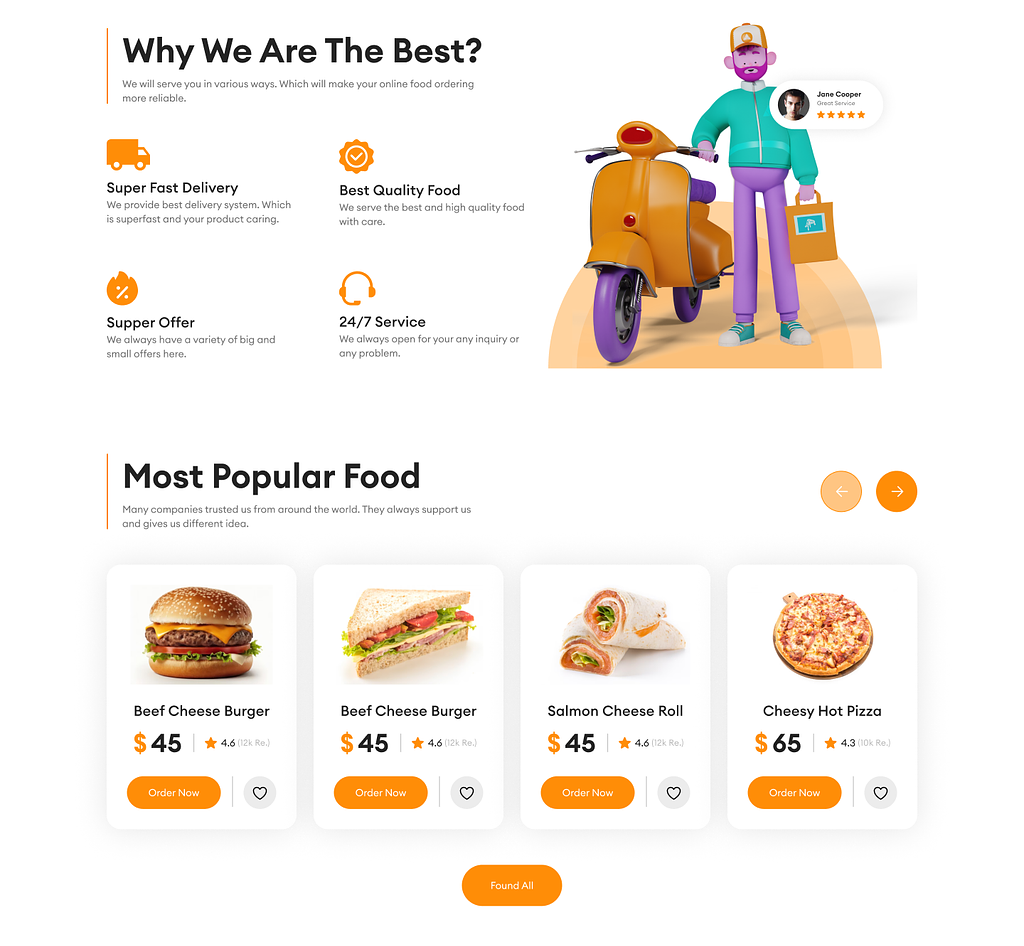 Why We Are The Best?
We will serve you in various ways. Which will make your online food ordering
more reliable.
Jane Cooper
Great Service
Super Fast Delivery
We provide best delivery system. Which
is superfast and your product caring.
Best Quality Food
We serve the best and high quality food
with care.
Supper Offer
We always have a variety of big and
small offers here.
24/7 Service
We always open for your any inquiry or
any problem.
Most Popular Food
Many companies trusted us from around the world. They always support us
and gives us different idea.
Beef Cheese Burger
$ 45
4.6 (12k Re.)
Order Now
Beef Cheese Burger
$ 45
4.6 (12k Re.)
Order Now
Salmon Cheese Roll
$ 45
4.6 (12k Re.)
Order Now
Cheesy Hot Pizza
$ 65
4.3 (10k Re.)
Order Now
Found All